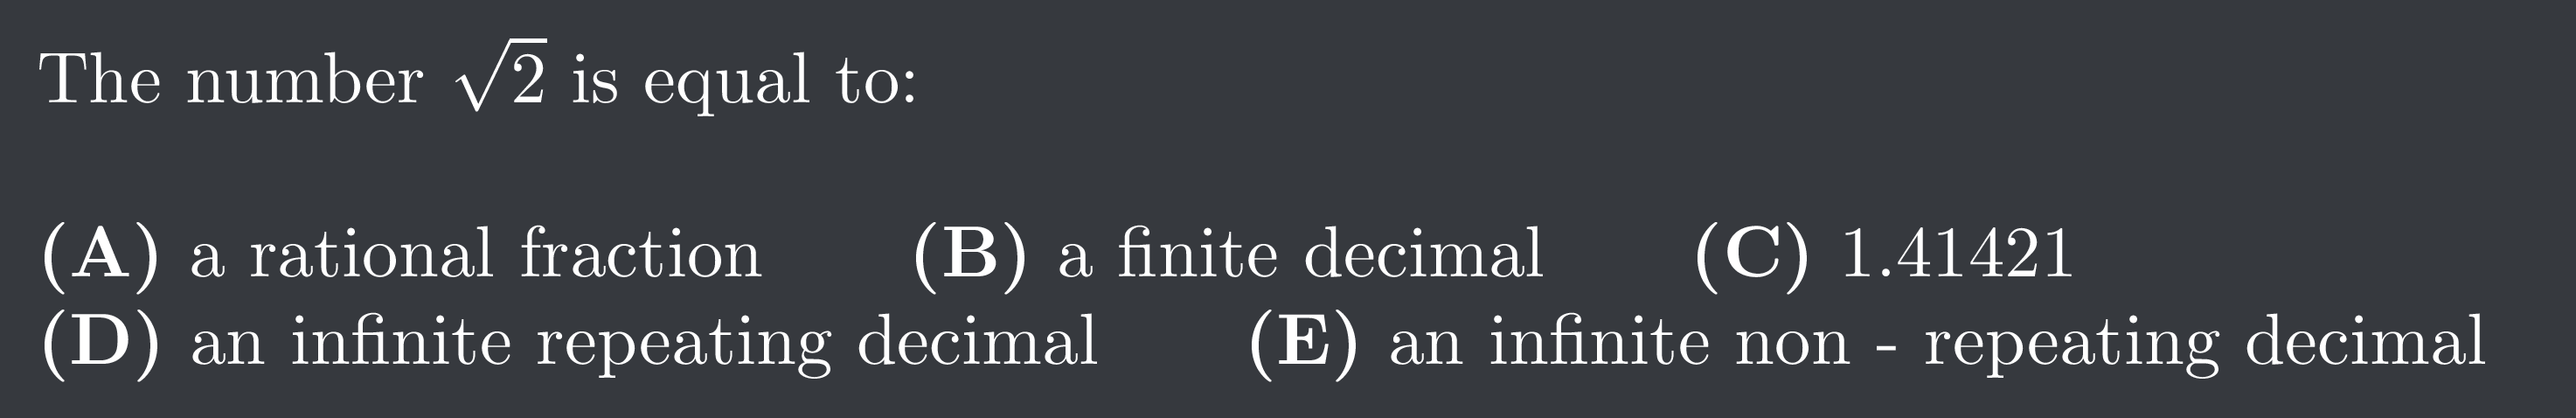 The number √2 is equal to:
(A) a rational fraction (B) a finite decimal (C) 1.41421
(D) an infinite repeating decimal (E) an infinite non - repeating decimal